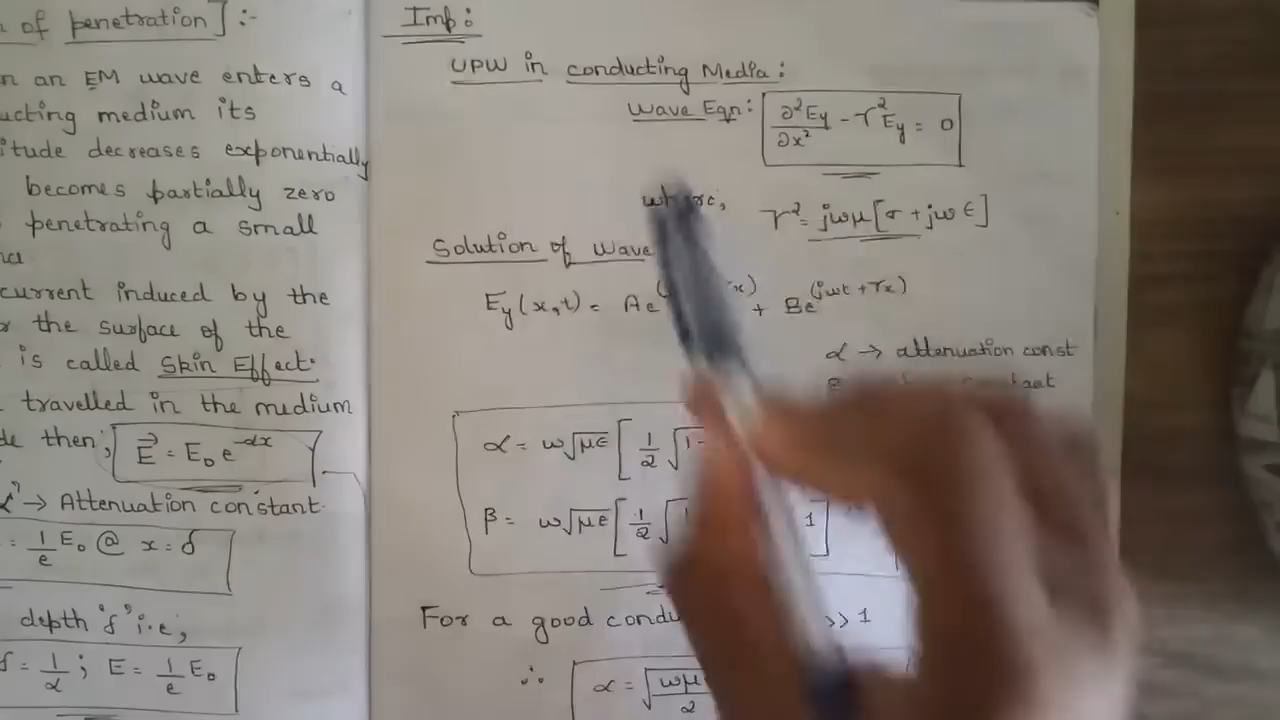 n of penetration] :-
n an EM wave enters a
ucting medium its
itude decreases exponentially
becomes partially zero
penetrating a small
current induced by the
the surface of the
is called Skin Effect.
travelled in the medium
de then; E⃗ = E₀ e^-αx
α" → Attenuation constant.
= 1/e E₀ @ x = δ
depth 'δ' i.e,
δ = 1/α ; E = 1/e E₀
Imp :
UPW in conducting Media :
Wave Eqn : ∂²Ey/∂x² - r²Ey = 0
where, r² = jωμ[σ + jωϵ]
Solution of Wave
Ey(x,t) = Ae^( x) + Be^(jωt + rx)
α → attenuation const
α = ω√μϵ [ 1/2 √1
β = ω√μϵ [ 1/2 √1 1 ]
For a good condu >> 1
∴ α = √ωμ 2